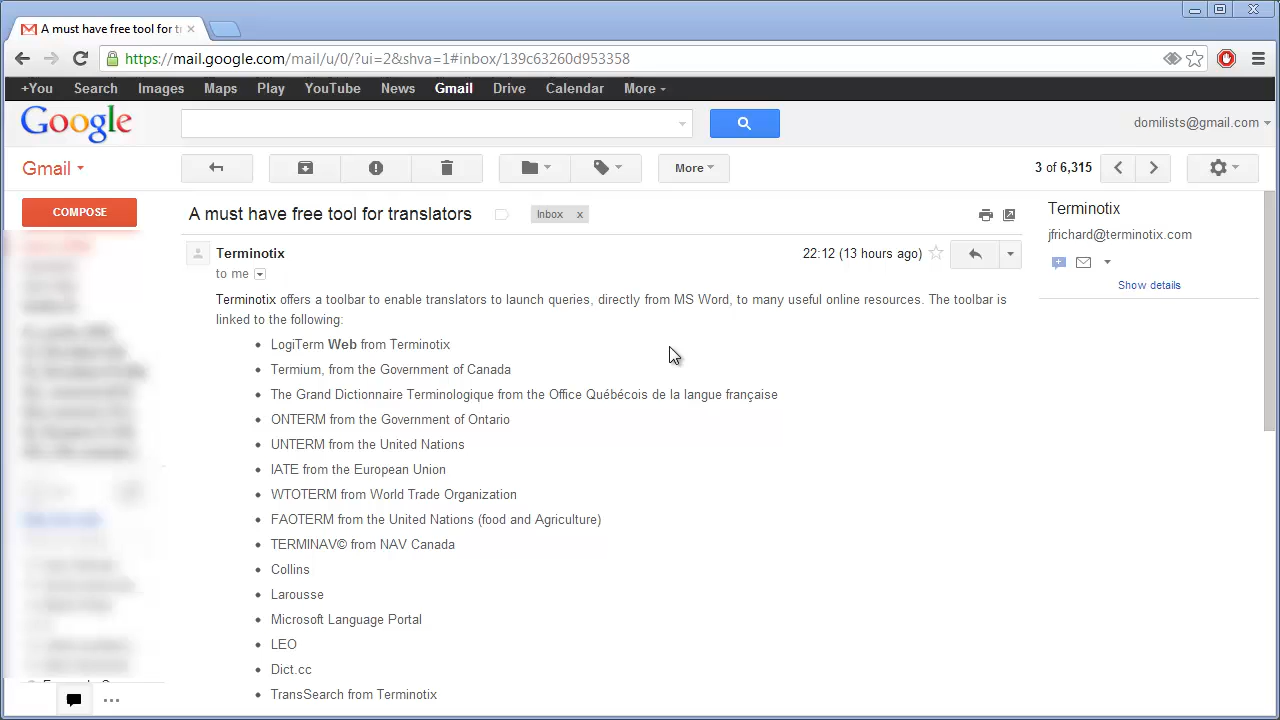 A must have free tool for t
https://mail.google.com/mail/u/0/?ui=2&shva=1#inbox/139c63260d953358
+You Search Images Maps Play YouTube News Gmail Drive Calendar More
Google
domilists@gmail.com
Gmail
More
3 of 6,315
COMPOSE
A must have free tool for translators
Inbox x
Terminotix
22:12 (13 hours ago)
to me
Terminotix
jfrichard@terminotix.com
Show details
Terminotix offers a toolbar to enable translators to launch queries, directly from MS Word, to many useful online resources. The toolbar is
linked to the following:
• LogiTerm Web from Terminotix
• Termium, from the Government of Canada
• The Grand Dictionnaire Terminologique from the Office Québécois de la langue française
• ONTERM from the Government of Ontario
• UNTERM from the United Nations
• IATE from the European Union
• WTOTERM from World Trade Organization
• FAOTERM from the United Nations (food and Agriculture)
• TERMINAV© from NAV Canada
• Collins
• Larousse
• Microsoft Language Portal
• LEO
• Dict.cc
• TransSearch from Terminotix